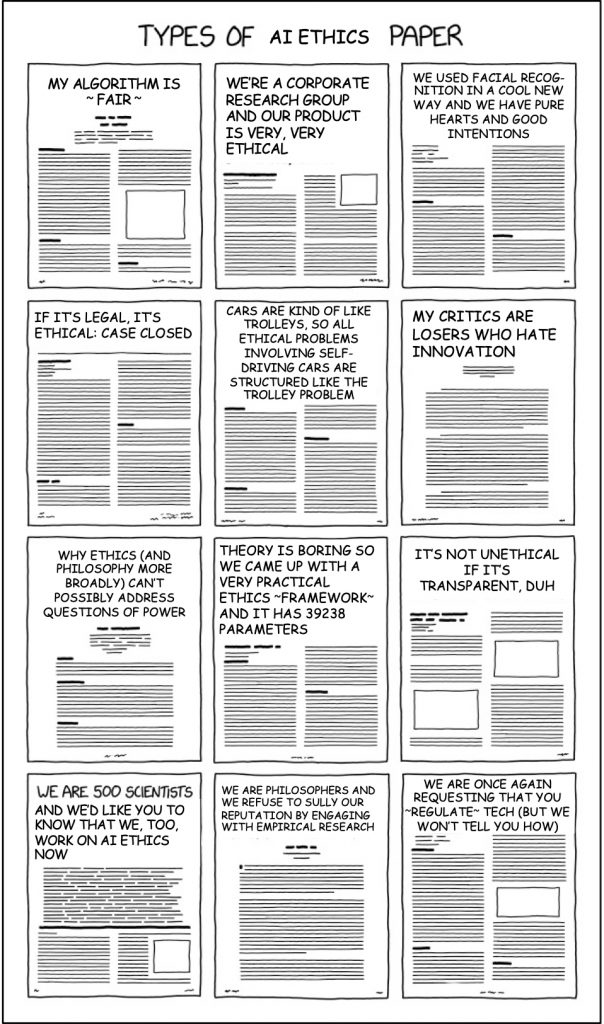 TYPES OF AI ETHICS PAPER
MY ALGORITHM IS
~ FAIR ~
WE'RE A CORPORATE
RESEARCH GROUP
AND OUR PRODUCT
IS VERY, VERY
ETHICAL
WE USED FACIAL RECOG-
NITION IN A COOL NEW
WAY AND WE HAVE PURE
HEARTS AND GOOD
INTENTIONS
IF IT'S LEGAL, IT'S
ETHICAL: CASE CLOSED
CARS ARE KIND OF LIKE
TROLLEYS, SO ALL
ETHICAL PROBLEMS
INVOLVING SELF-
DRIVING CARS ARE
STRUCTURED LIKE THE
TROLLEY PROBLEM
MY CRITICS ARE
LOSERS WHO HATE
INNOVATION
WHY ETHICS (AND
PHILOSOPHY MORE
BROADLY) CAN'T
POSSIBLY ADDRESS
QUESTIONS OF POWER
THEORY IS BORING SO
WE CAME UP WITH A
VERY PRACTICAL
ETHICS ~FRAMEWORK~
AND IT HAS 39238
PARAMETERS
IT'S NOT UNETHICAL
IF IT'S
TRANSPARENT, DUH
WE ARE 500 SCIENTISTS
AND WE'D LIKE YOU TO
KNOW THAT WE, TOO,
WORK ON AI ETHICS
NOW
WE ARE PHILOSOPHERS AND
WE REFUSE TO SULLY OUR
REPUTATION BY ENGAGING
WITH EMPIRICAL RESEARCH
WE ARE ONCE AGAIN
REQUESTING THAT YOU
~REGULATE~ TECH (BUT WE
WON'T TELL YOU HOW)